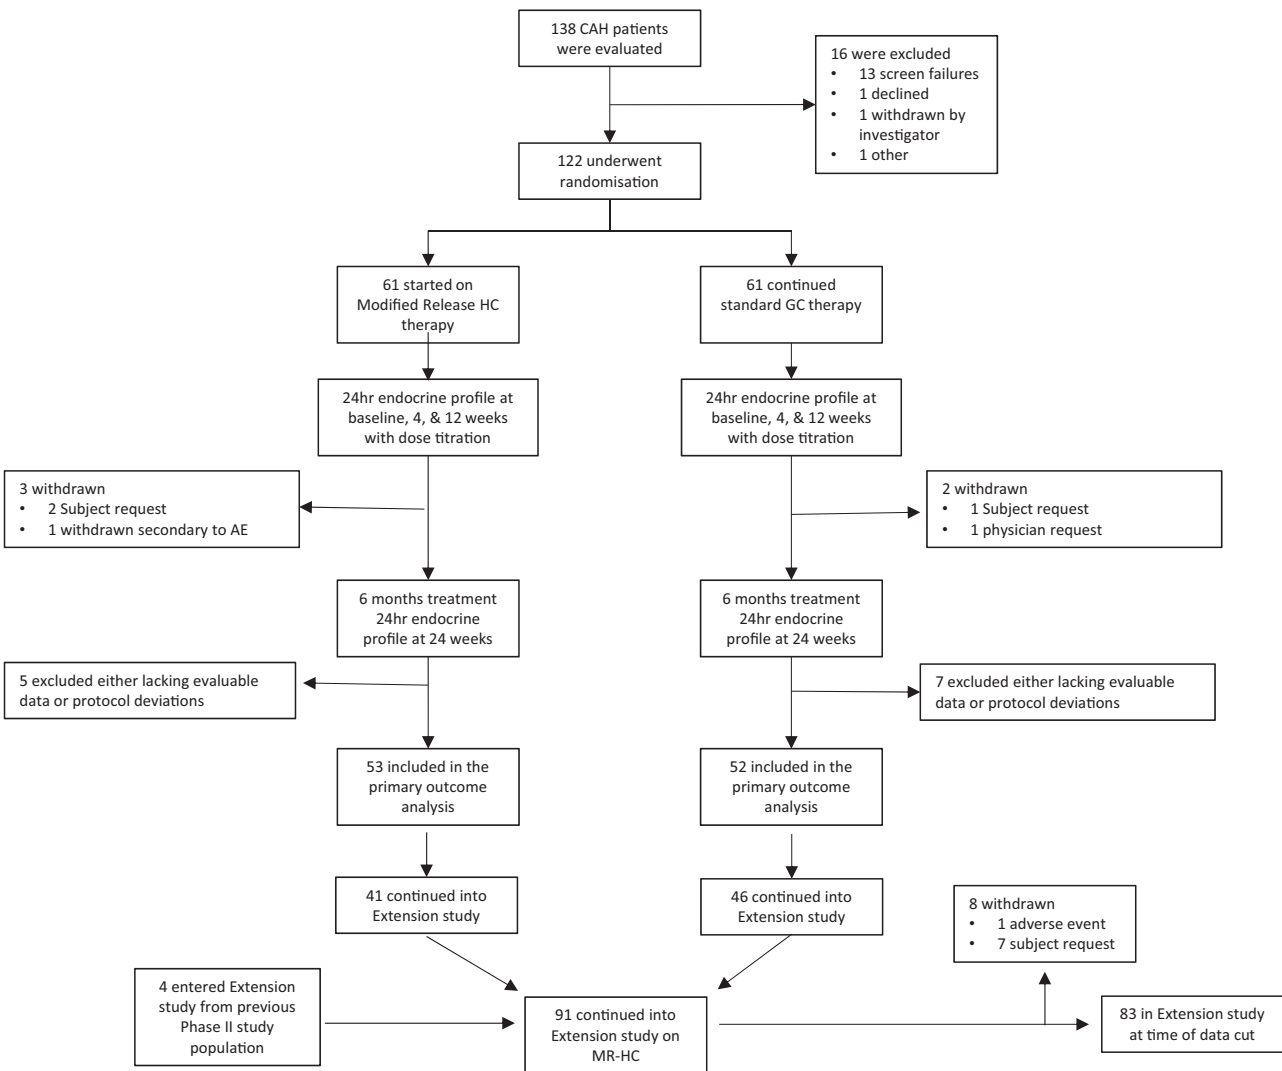 138 CAH patients
were evaluated
16 were excluded
• 13 screen failures
• 1 declined
• 1 withdrawn by
investigator
• 1 other
122 underwent
randomisation
61 started on
Modified Release HC
therapy
61 continued
standard GC therapy
24hr endocrine profile at
baseline, 4, & 12 weeks
with dose titration
24hr endocrine profile at
baseline, 4, & 12 weeks
with dose titration
3 withdrawn
• 2 Subject request
• 1 withdrawn secondary to AE
2 withdrawn
• 1 Subject request
• 1 physician request
6 months treatment
24hr endocrine
profile at 24 weeks
6 months treatment
24hr endocrine
profile at 24 weeks
5 excluded either lacking evaluable
data or protocol deviations
7 excluded either lacking evaluable
data or protocol deviations
53 included in the
primary outcome
analysis
52 included in the
primary outcome
analysis
41 continued into
Extension study
46 continued into
Extension study
8 withdrawn
• 1 adverse event
• 7 subject request
4 entered Extension
study from previous
Phase II study
population
91 continued into
Extension study on
MR-HC
83 in Extension study
at time of data cut